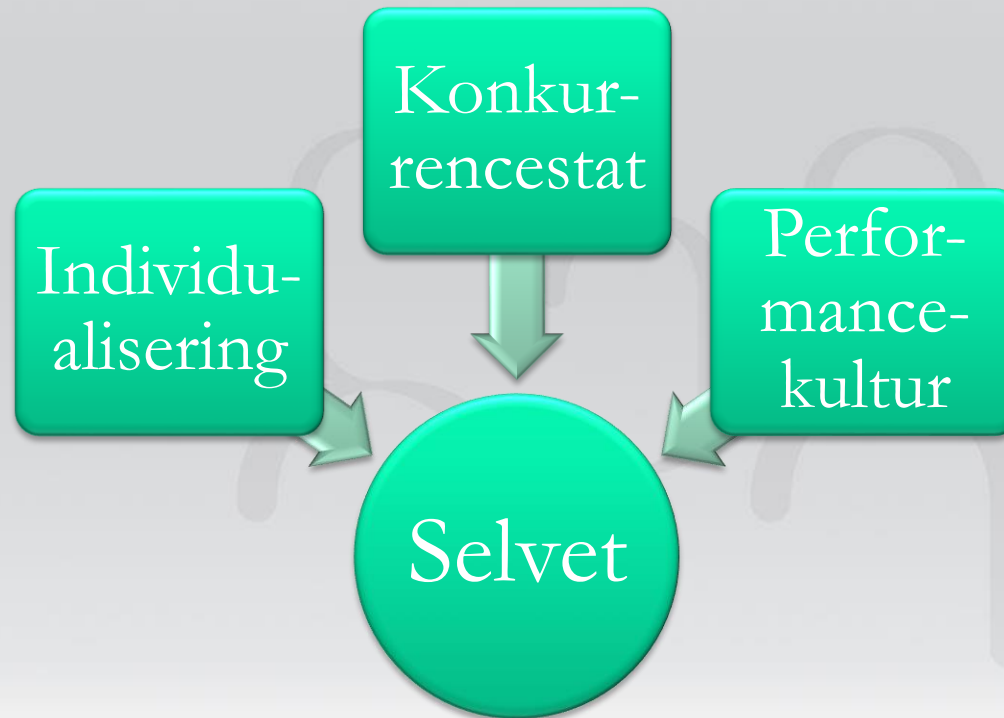 Konkur-
rencestat
Individu-
alisering
Perfor-
mance-
kultur
Selvet